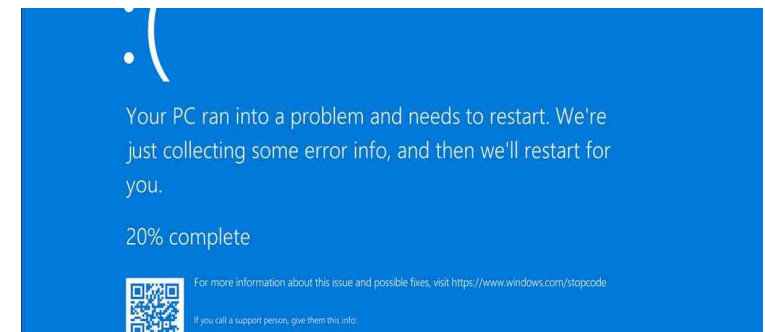 :(
Your PC ran into a problem and needs to restart. We're
just collecting some error info, and then we'll restart for
you.
20% complete
For more information about this issue and possible fixes, visit https://www.windows.com/stopcode
If you call a support person, give them this info: